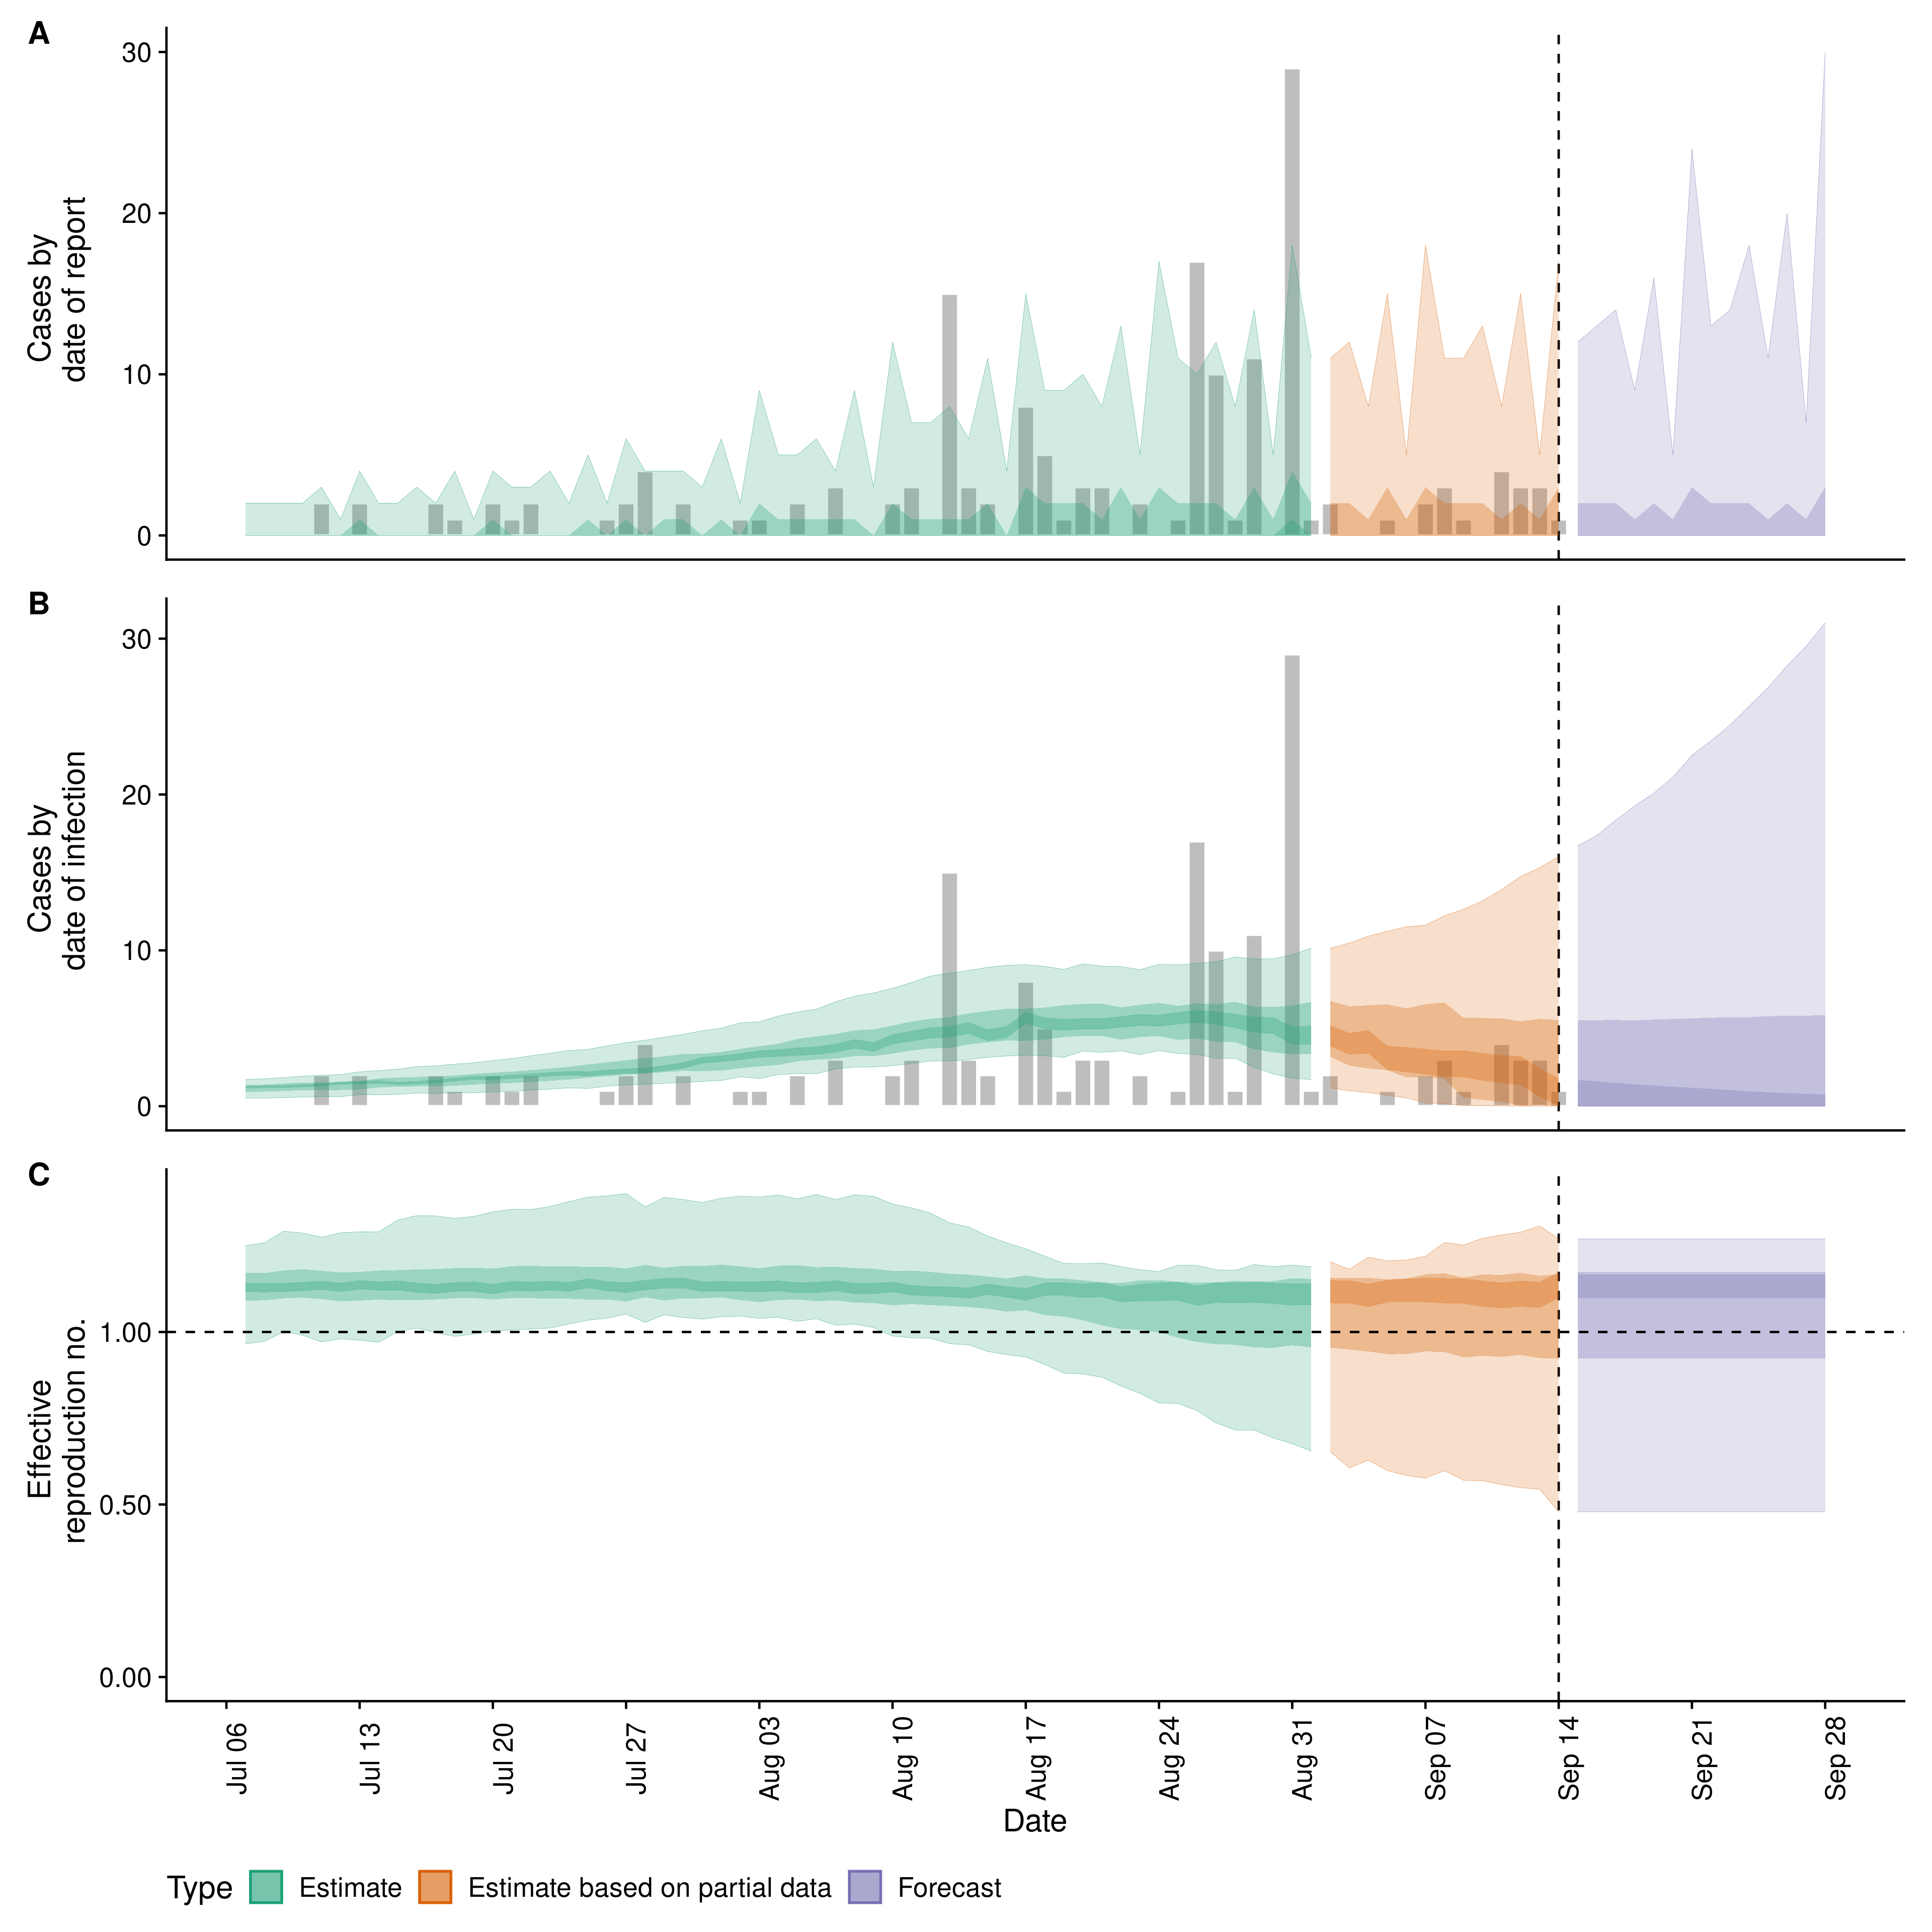 A
30
20
10
0
Cases by
date of report
B
30
20
10
0
Cases by
date of infection
C
1.00
0.50
0.00
Effective
reproduction no.
Jul 06
Jul 13
Jul 20
Jul 27
Aug 03
Aug 10
Aug 17
Aug 24
Aug 31
Sep 07
Sep 14
Sep 21
Sep 28
Date
Type
Estimate
Estimate based on partial data
Forecast